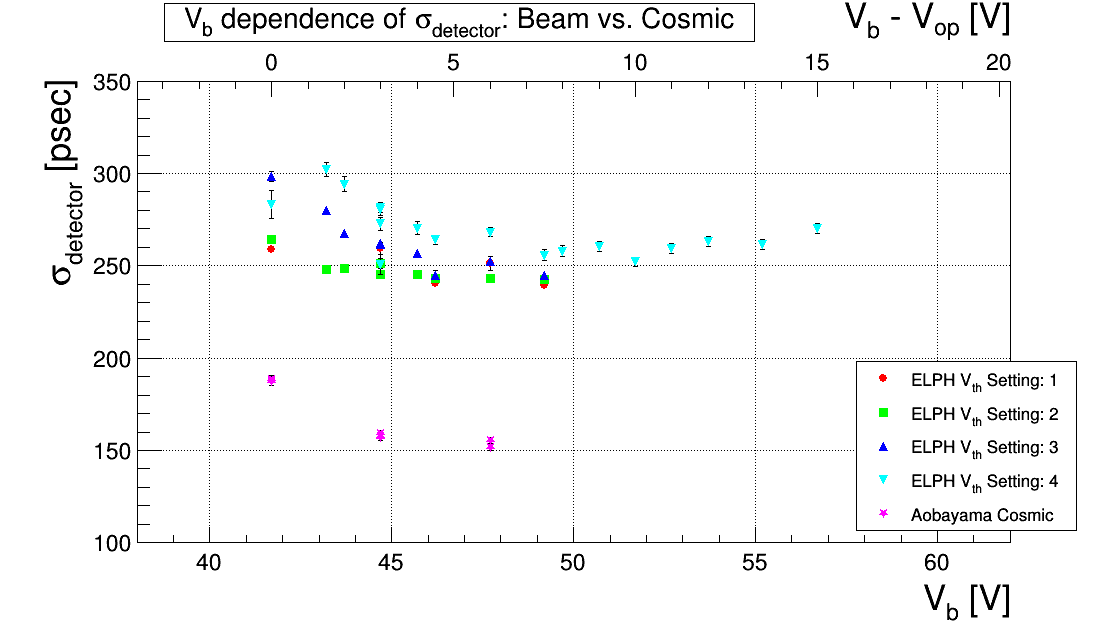 V_b dependence of σ_detector: Beam vs. Cosmic
V_b - V_op [V]
0 5 10 15 20
σ_detector [psec]
350
300
250
200
150
100
ELPH V_th Setting: 1
ELPH V_th Setting: 2
ELPH V_th Setting: 3
ELPH V_th Setting: 4
Aobayama Cosmic
40 45 50 55 60
V_b [V]